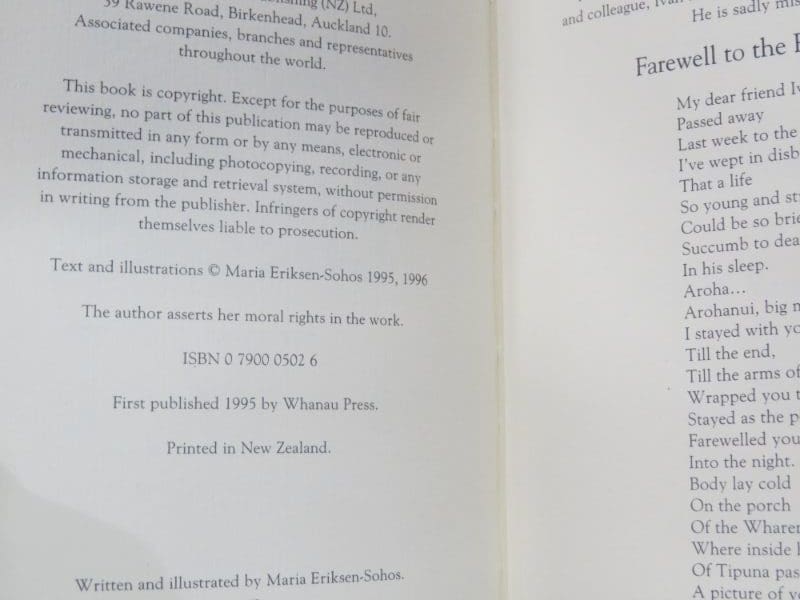 (NZ) Ltd,
39 Rawene Road, Birkenhead, Auckland 10.
Associated companies, branches and representatives
throughout the world.
This book is copyright. Except for the purposes of fair
reviewing, no part of this publication may be reproduced or
transmitted in any form or by any means, electronic or
mechanical, including photocopying, recording, or any
information storage and retrieval system, without permission
in writing from the publisher. Infringers of copyright render
themselves liable to prosecution.
Text and illustrations © Maria Eriksen-Sohos 1995, 1996
The author asserts her moral rights in the work.
ISBN 0 7900 0502 6
First published 1995 by Whanau Press.
Printed in New Zealand.
Written and illustrated by Maria Eriksen-Sohos.
and colleague,
He is sadly
Farewell to the
My dear friend
Passed away
Last week to the
I've wept in
That a life
So young and
Could be so
Succumb to
In his sleep.
Aroha...
Arohanui, big
I stayed with
Till the end,
Till the arms of
Wrapped you
Stayed as the
Farewelled you
Into the night.
Body lay cold
On the porch
Of the
Where inside
Of Tipuna
A picture of